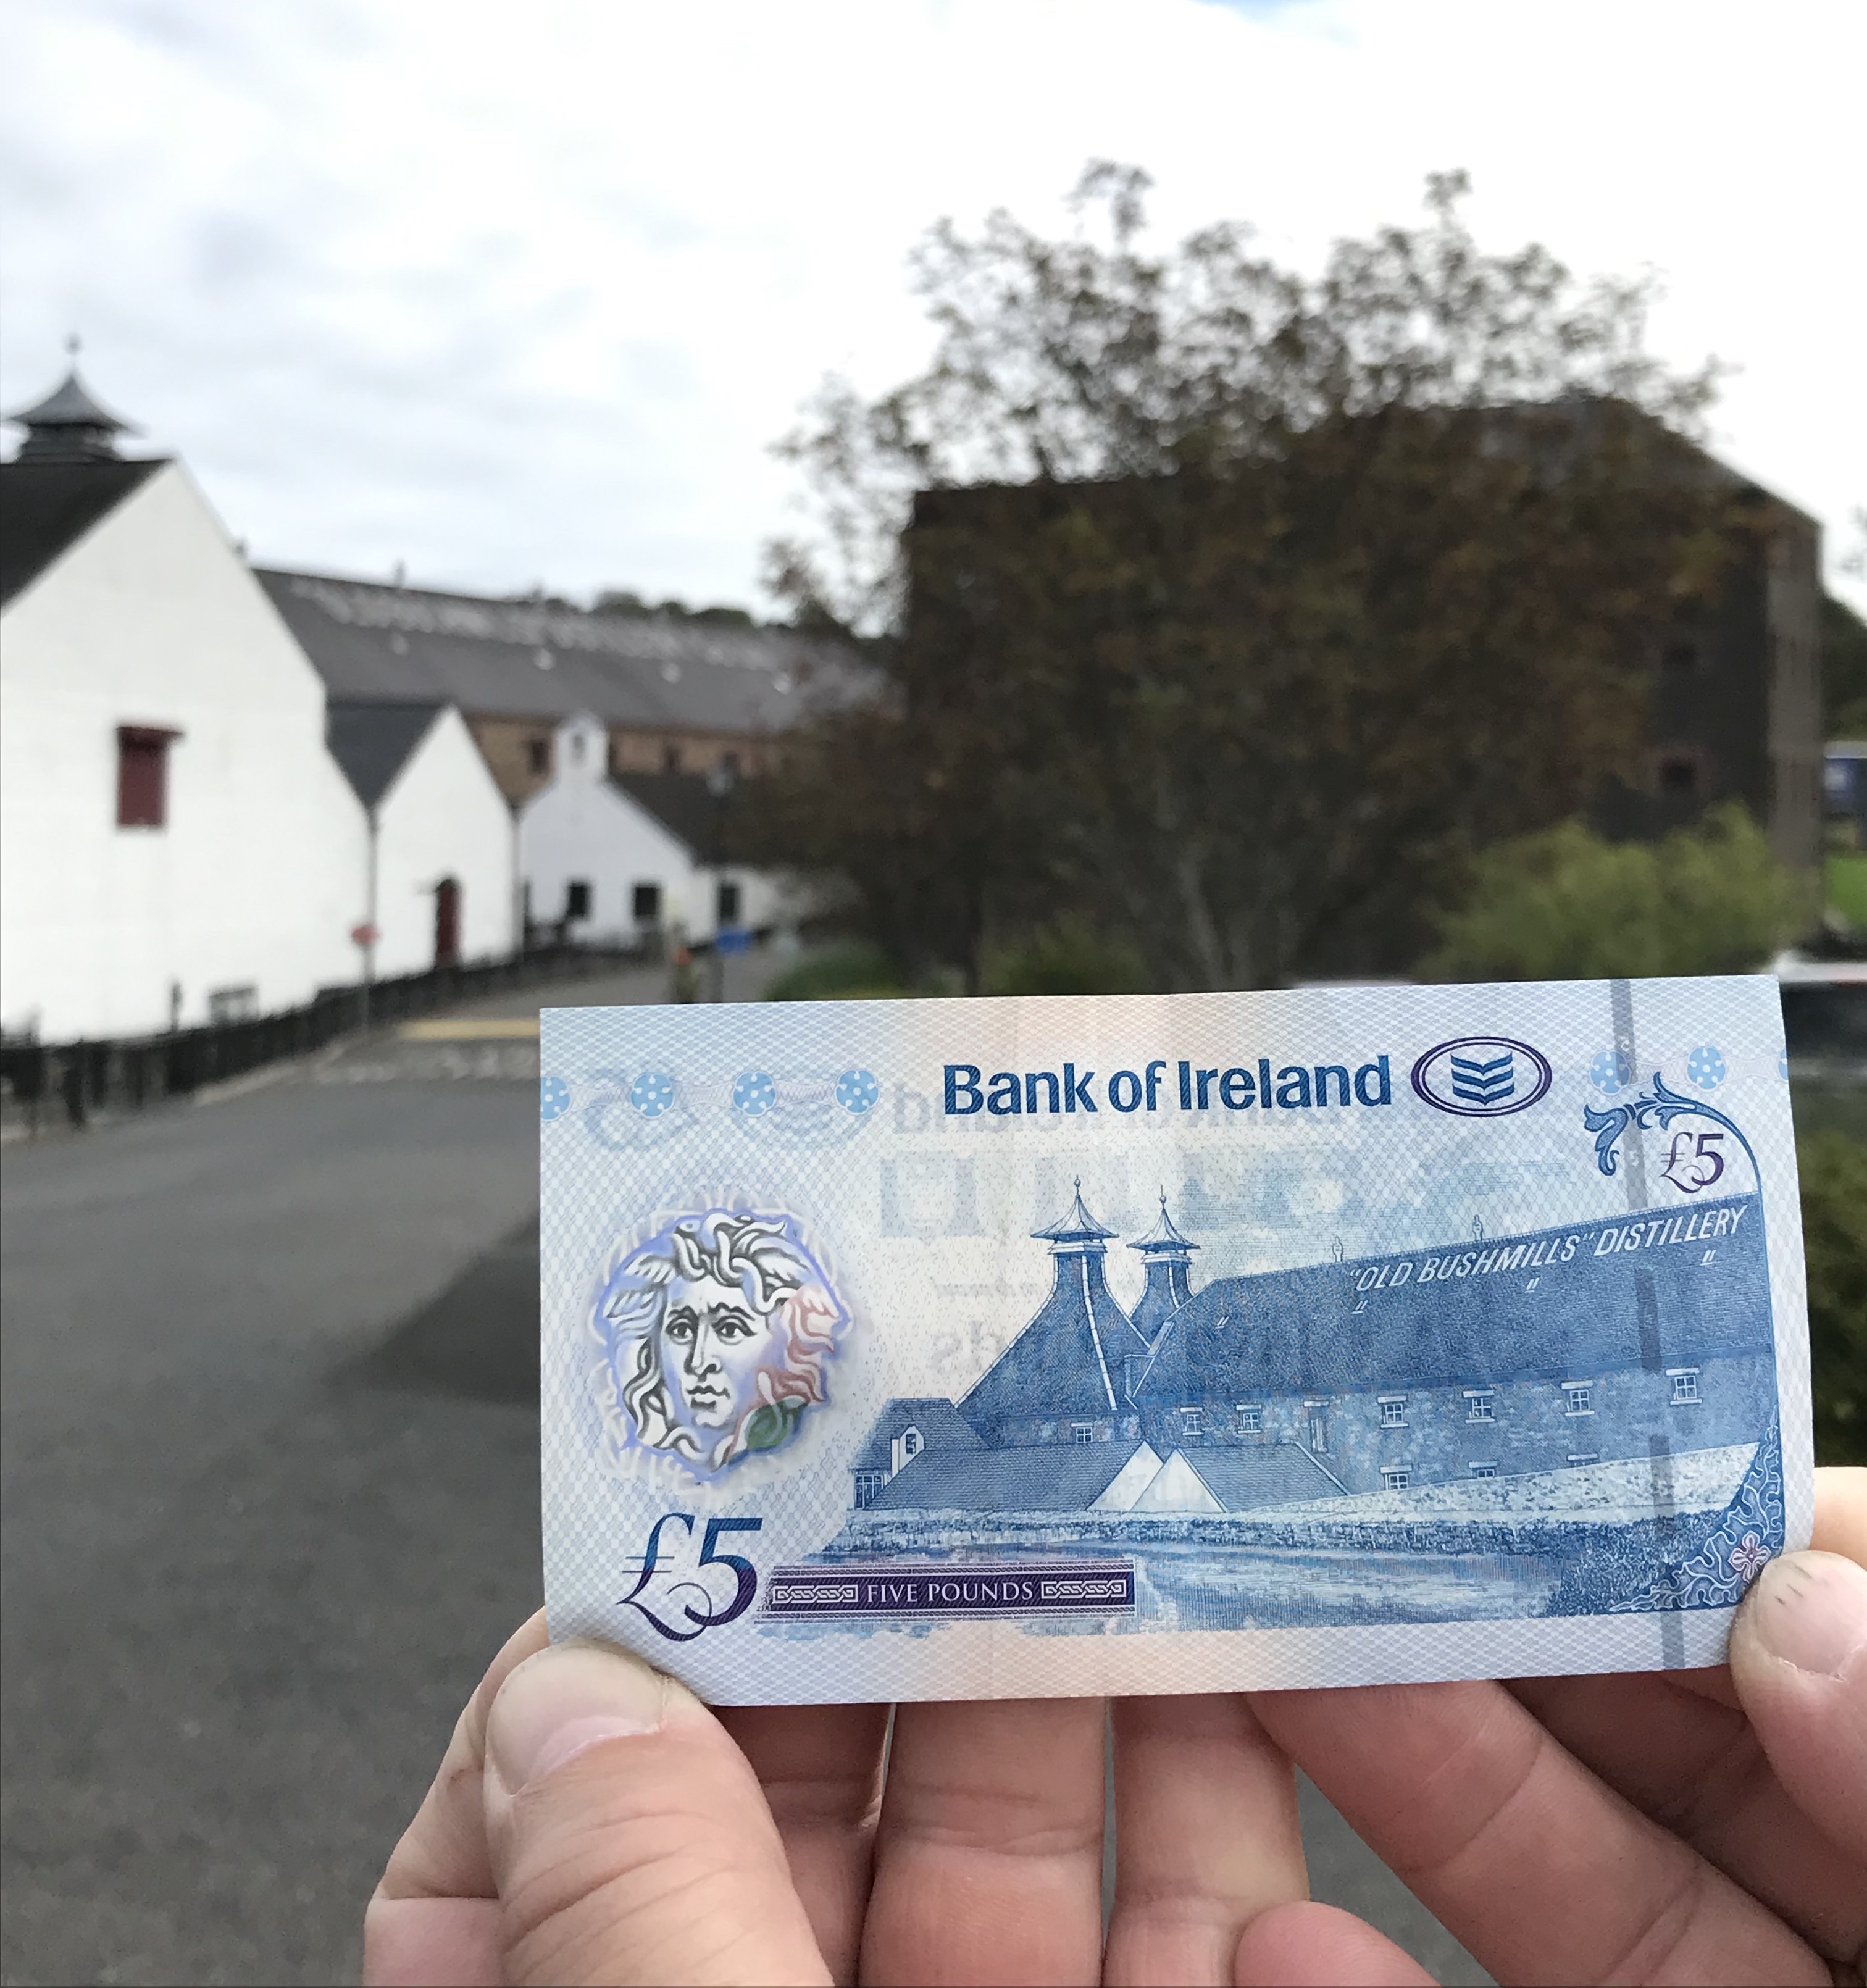 Bank of Ireland
£5
"OLD BUSHMILLS" DISTILLERY
£5
FIVE POUNDS